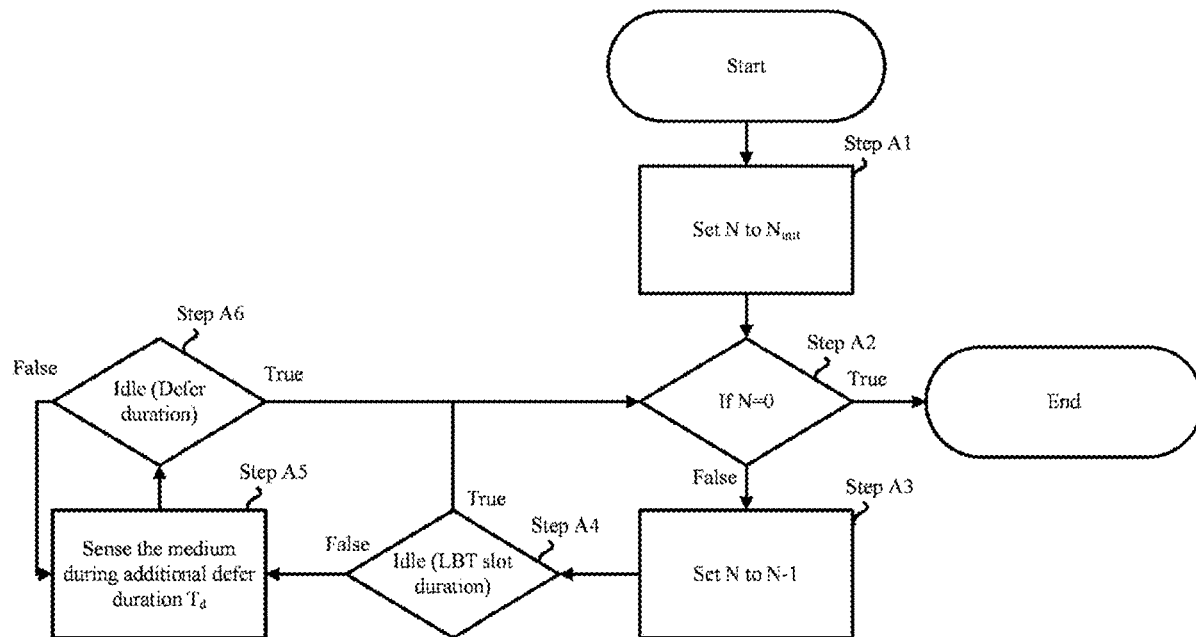 Start
Step A1
Set N to Ninit
Step A6
Step A2
False
True
True
Idle (Defer
duration)
If N=0
End
Step A5
False
Step A3
True
Step A4
False
Sense the medium
during additional defer
duration Td
Idle (LBT slot
duration)
Set N to N-1